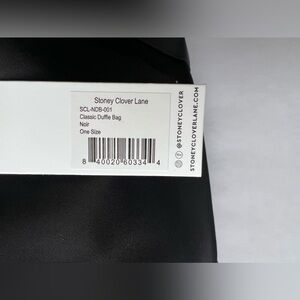 Stoney Clover Lane
SCL-NDB-001
Classic Duffle Bag
Noir
One Size
8 40020 60334 4
@STONEYCLOVER
STONEYCLOVERLANE.COM